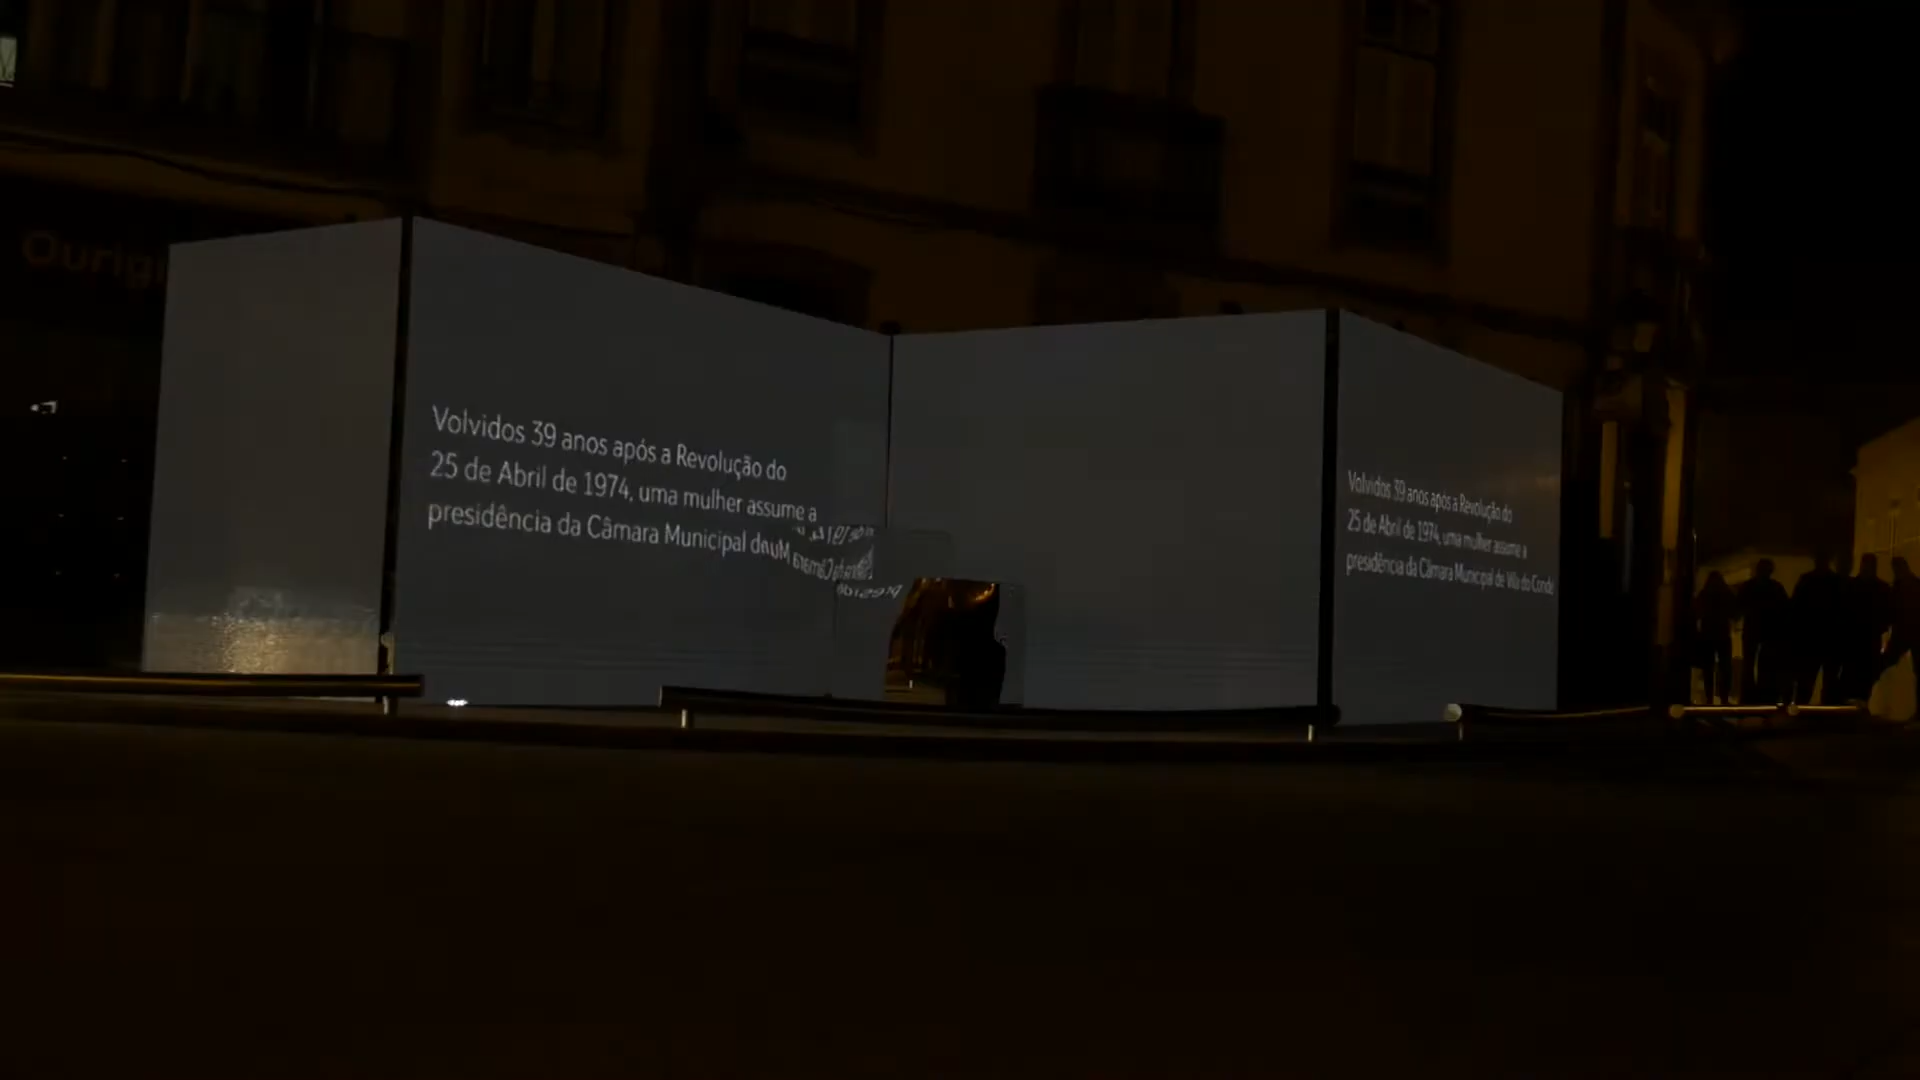 Ourigi
Volvidos 39 anos após a Revolução do
25 de Abril de 1974, uma mulher assume a
presidência da Câmara Municipal
Volvidos 39 anos após a Revolução do
25 de Abril de 1974, uma mulher assume a
presidência da Câmara Municipal de Vila do Conde